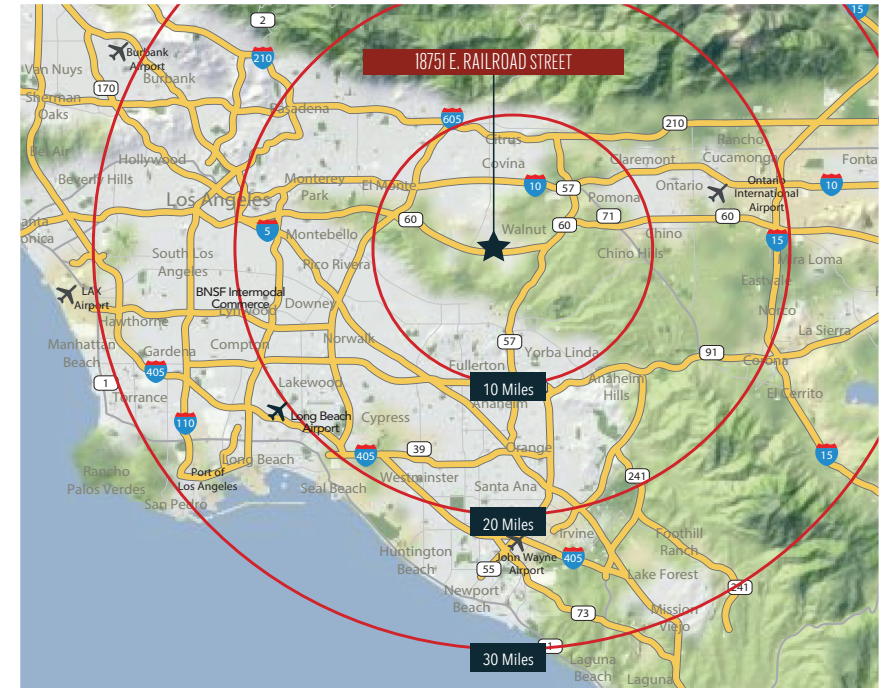 2
15
Burbank
Airport
Van Nuys
Burbank
210
18751 E. RAILROAD STREET
170
Sherman
Oaks
Pasadena
605
210
Citrus
Rancho
Cucamonga
Bel Air
Hollywood
Covina
Claremont
Fonta
Beverly Hills
Monterey
Park
El Monte
10
57
Pomona
Ontario
Ontario
International
Airport
10
Los Angeles
anta
onica
5
Montebello
60
Walnut
60
71
Chino
60
15
South Los
Angeles
Pico Rivera
Chino Hills
Mira Loma
BNSF Intermodal
Commerce
Lynwood
Downey
Eastvale
LAX
Airport
Hawthorne
Norco
La Sierra
Manhattan
Beach
Gardena
Compton
Norwalk
57
Yorba Linda
91
Corona
405
Fullerton
1
Torrance
Lakewood
10 Miles
Anaheim
Anaheim
Hills
El Cerrito
110
Long Beach
Airport
Cypress
405
39
Orange
15
Rancho
Palos Verdes
Port of
Los Angeles
Long Beach
San Pedro
Seal Beach
Westminster
Santa Ana
241
20 Miles
Irvine
Foothill
Ranch
Huntington
Beach
John Wayne
Airport
405
55
Lake Forest
241
Newport
Beach
73
Mission
Viejo
30 Miles
Laguna
Beach
Laguna